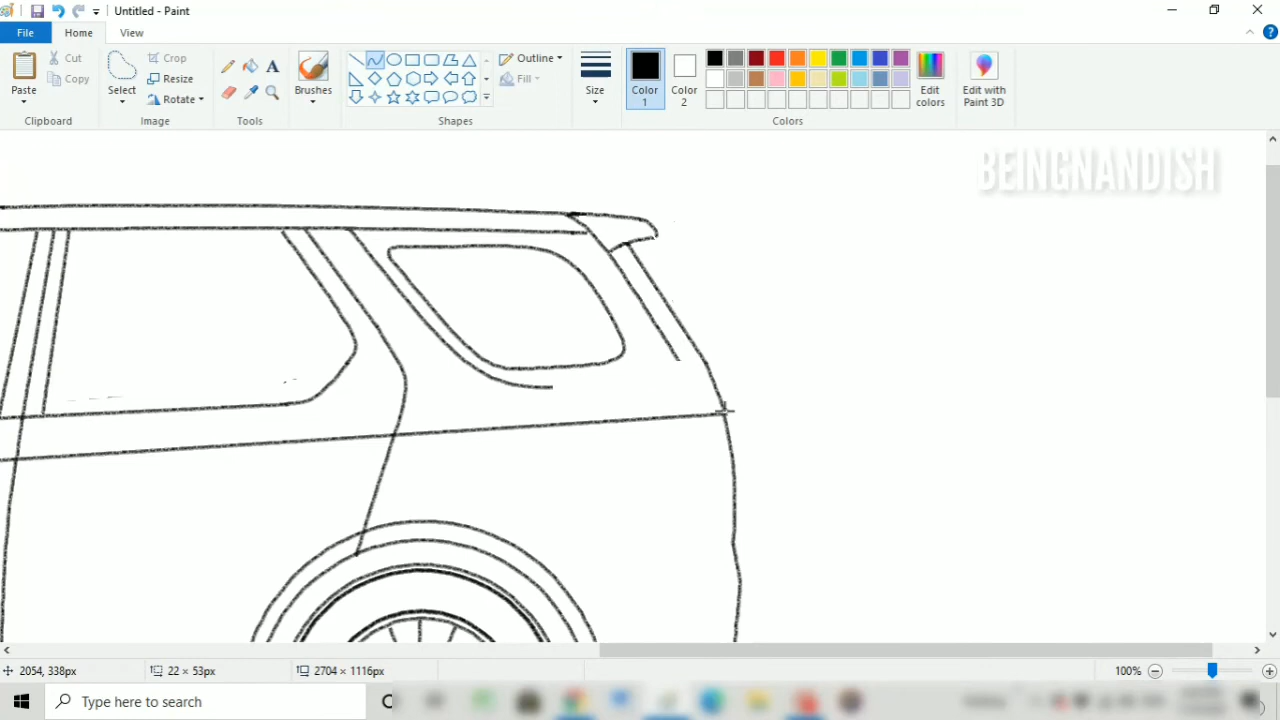 Untitled - Paint
File
Home
View
Paste
Cut
Copy
Clipboard
Select
Crop
Resize
Rotate
Image
A
Tools
Brushes
Shapes
Outline
Fill
Size
Color
1
Color
2
Edit
colors
Colors
Edit with
Paint 3D
BEINGNANDISH
2054, 338px
22 × 53px
2704 × 1116px
100%
Type here to search